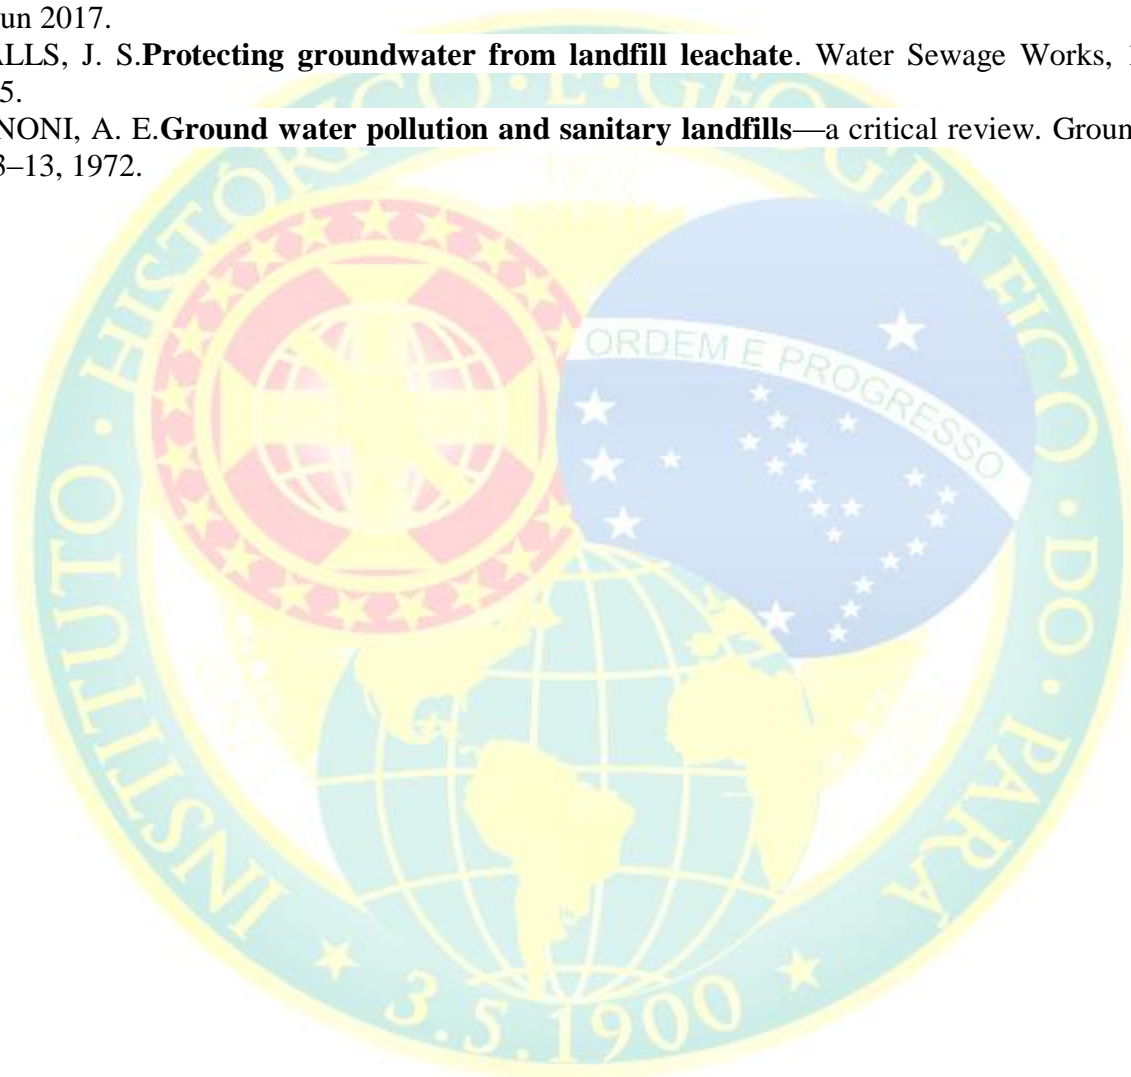 un 2017.
ALLS, J. S.Protecting groundwater from landfill leachate. Water Sewage Works,
5.
NONI, A. E.Ground water pollution and sanitary landfills—a critical review. Groun
3–13, 1972.
INSTITUTO · HISTÓRICO · E · GEOGRÁFICO · DO · PARÁ
ORDEM E PROGRESSO
3.5.1900